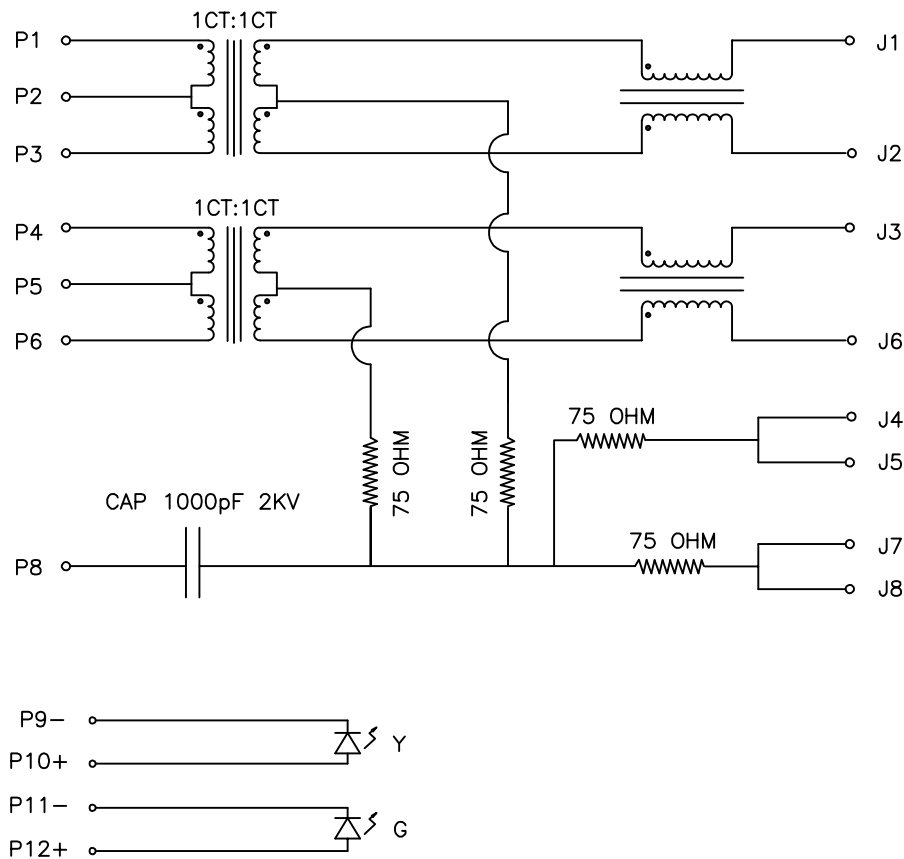 1CT:1CT
P1
J1
P2
P3
J2
1CT:1CT
P4
J3
P5
P6
J6
75 OHM
J4
75 OHM
75 OHM
J5
CAP 1000pF 2KV
75 OHM
J7
P8
J8
P9-
Y
P10+
P11-
G
P12+